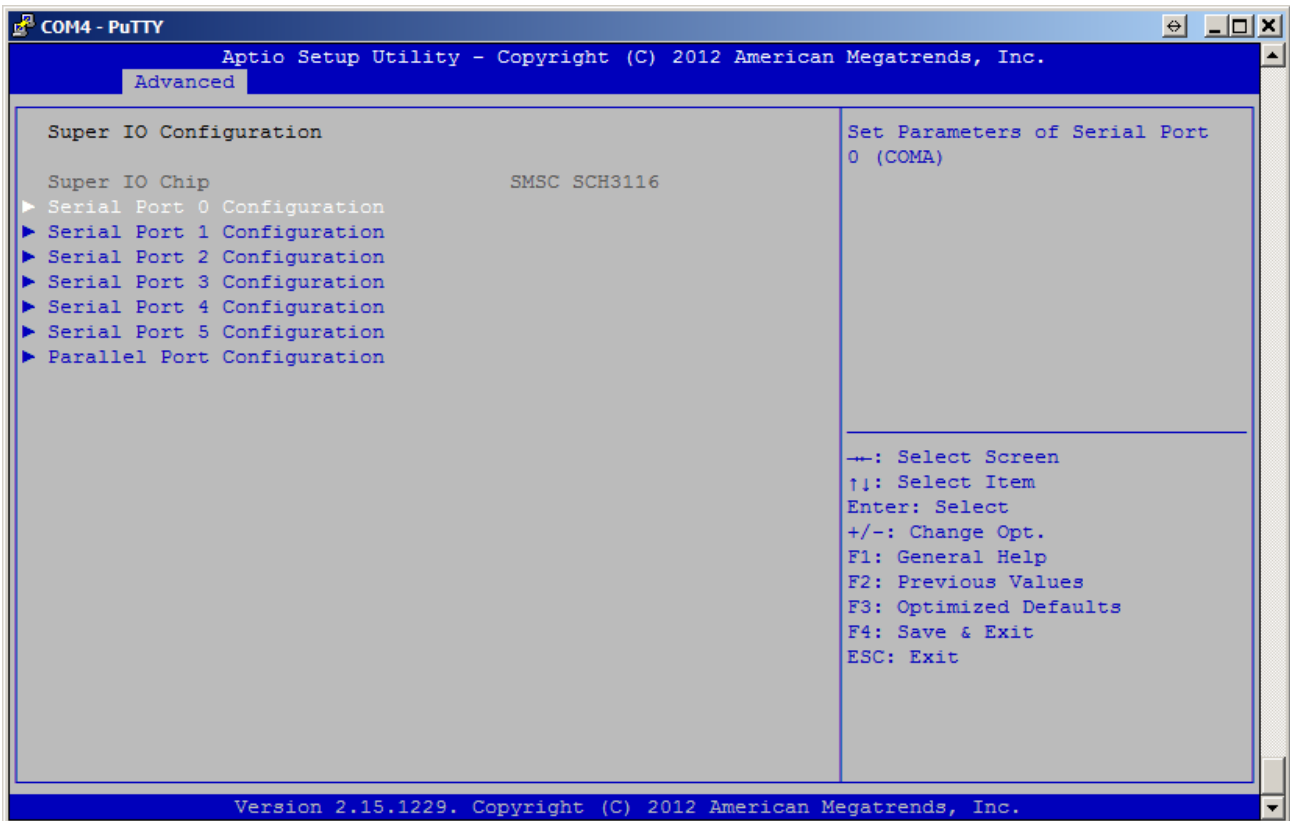 COM4 - PuTTY
Aptio Setup Utility - Copyright (C) 2012 American Megatrends, Inc.
Advanced
Super IO Configuration
Super IO Chip SMSC SCH3116
► Serial Port 0 Configuration
► Serial Port 1 Configuration
► Serial Port 2 Configuration
► Serial Port 3 Configuration
► Serial Port 4 Configuration
► Serial Port 5 Configuration
► Parallel Port Configuration
Set Parameters of Serial Port
0 (COMA)
→←: Select Screen
↑↓: Select Item
Enter: Select
+/-: Change Opt.
F1: General Help
F2: Previous Values
F3: Optimized Defaults
F4: Save & Exit
ESC: Exit
Version 2.15.1229. Copyright (C) 2012 American Megatrends, Inc.